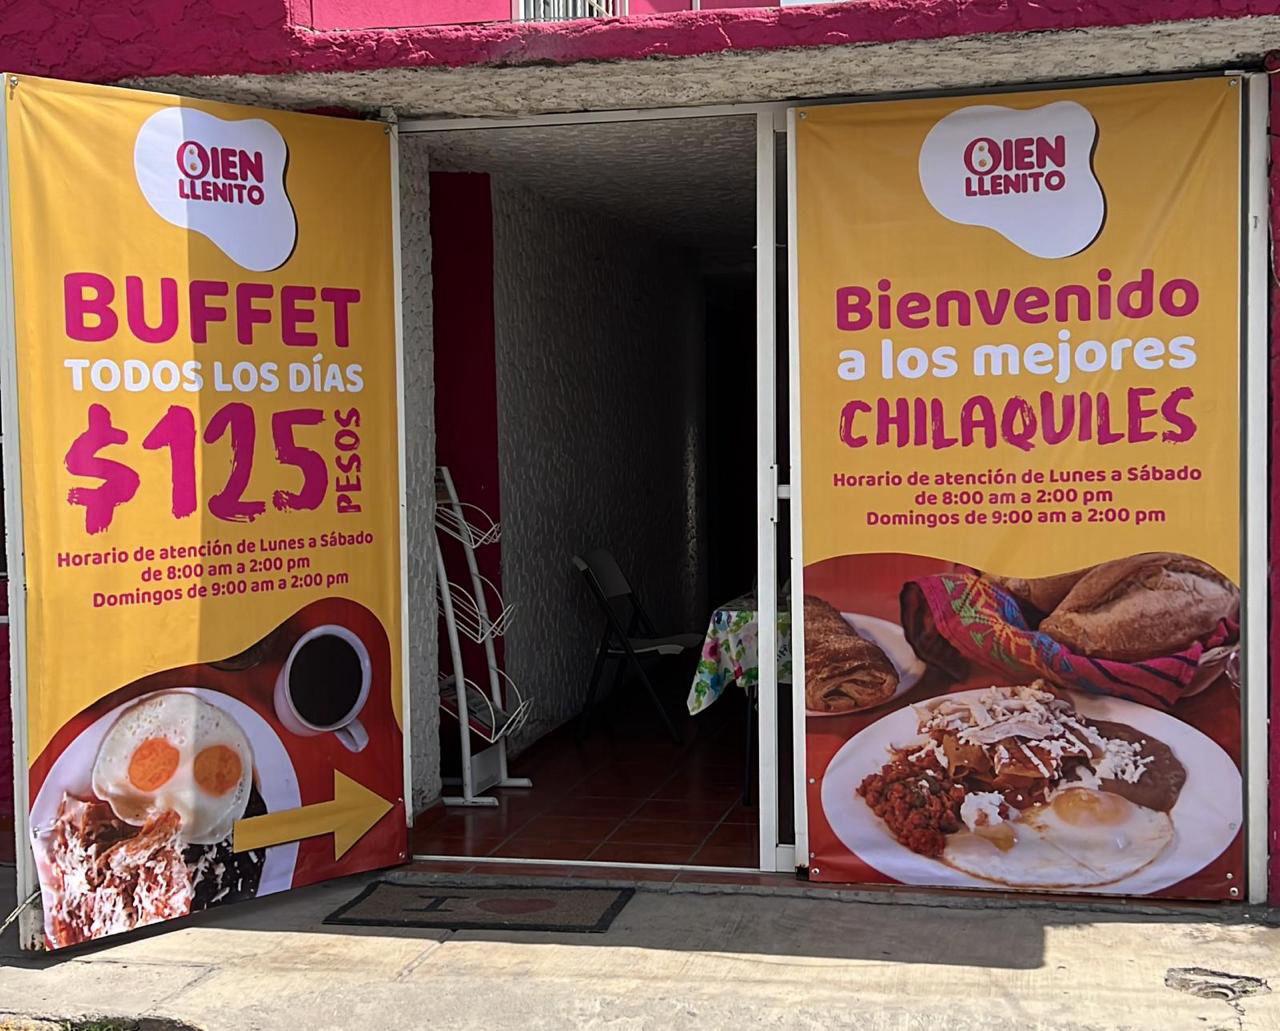 BIEN
LLENITO
BUFFET
TODOS LOS DÍAS
$125 PESOS
Horario de atención de Lunes a Sábado
de 8:00 am a 2:00 pm
Domingos de 9:00 am a 2:00 pm
BIEN
LLENITO
Bienvenido
a los mejores
CHILAQUILES
Horario de atención de Lunes a Sábado
de 8:00 am a 2:00 pm
Domingos de 9:00 am a 2:00 pm